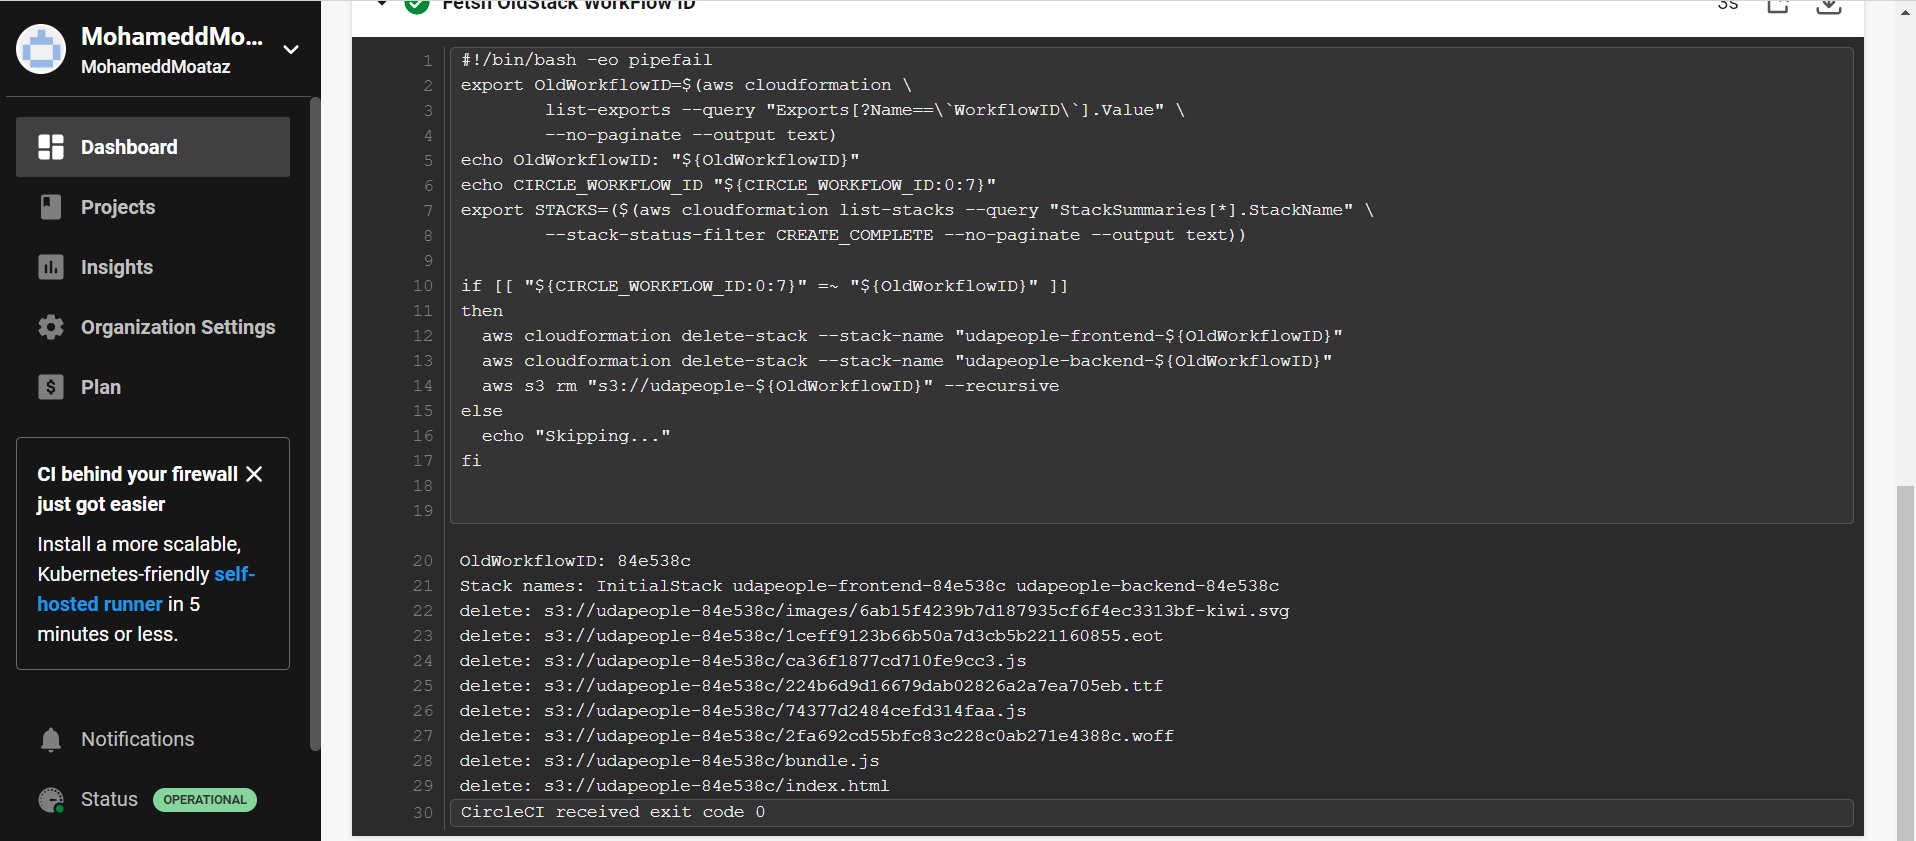 MohameddMo...
MohameddMoataz
Dashboard
Projects
Insights
Organization Settings
Plan
CI behind your firewall
just got easier
Install a more scalable,
Kubernetes-friendly self-
hosted runner in 5
minutes or less.
Notifications
Status OPERATIONAL
Fetsh OldStack WorkFlow ID 3s
1 #!/bin/bash -eo pipefail
2 export OldWorkflowID=$(aws cloudformation \
3 list-exports --query "Exports[?Name==\`WorkflowID\`].Value" \
4 --no-paginate --output text)
5 echo OldWorkflowID: "${OldWorkflowID}"
6 echo CIRCLE_WORKFLOW_ID "${CIRCLE_WORKFLOW_ID:0:7}"
7 export STACKS=($(aws cloudformation list-stacks --query "StackSummaries[*].StackName" \
8 --stack-status-filter CREATE_COMPLETE --no-paginate --output text))
9
10 if [[ "${CIRCLE_WORKFLOW_ID:0:7}" =~ "${OldWorkflowID}" ]]
11 then
12 aws cloudformation delete-stack --stack-name "udapeople-frontend-${OldWorkflowID}"
13 aws cloudformation delete-stack --stack-name "udapeople-backend-${OldWorkflowID}"
14 aws s3 rm "s3://udapeople-${OldWorkflowID}" --recursive
15 else
16 echo "Skipping..."
17 fi
18
19
20 OldWorkflowID: 84e538c
21 Stack names: InitialStack udapeople-frontend-84e538c udapeople-backend-84e538c
22 delete: s3://udapeople-84e538c/images/6ab15f4239b7d187935cf6f4ec3313bf-kiwi.svg
23 delete: s3://udapeople-84e538c/1ceff9123b66b50a7d3cb5b221160855.eot
24 delete: s3://udapeople-84e538c/ca36f1877cd710fe9cc3.js
25 delete: s3://udapeople-84e538c/224b6d9d16679dab02826a2a7ea705eb.ttf
26 delete: s3://udapeople-84e538c/74377d2484cefd314faa.js
27 delete: s3://udapeople-84e538c/2fa692cd55bfc83c228c0ab271e4388c.woff
28 delete: s3://udapeople-84e538c/bundle.js
29 delete: s3://udapeople-84e538c/index.html
30 CircleCI received exit code 0